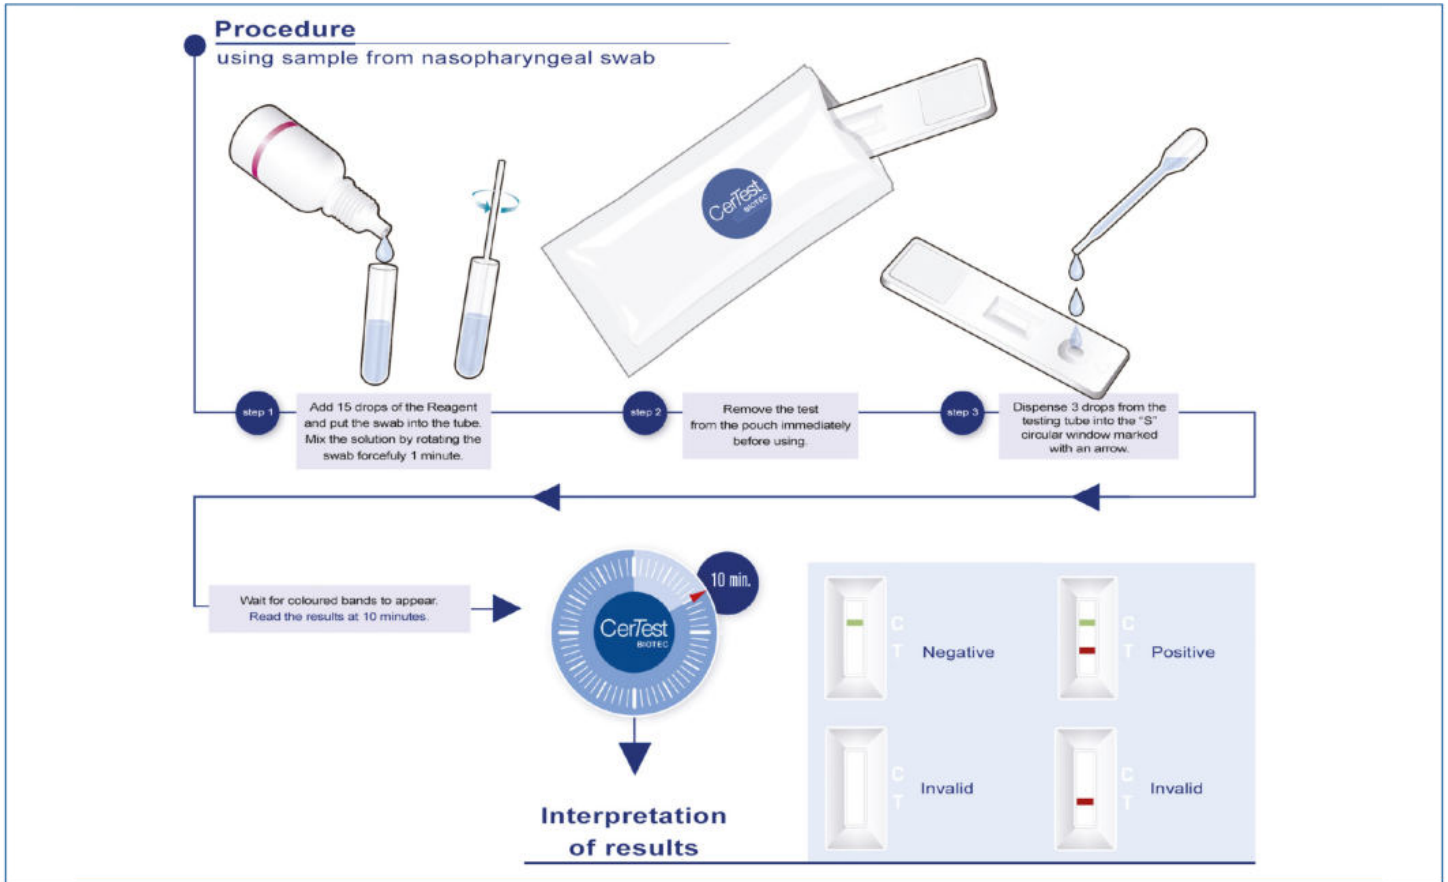 Procedure
using sample from nasopharyngeal swab
CerTest
BIOTEC
step 1
Add 15 drops of the Reagent
and put the swab into the tube.
Mix the solution by rotating the
swab forcefuly 1 minute.
step 2
Remove the test
from the pouch immediately
before using.
step 3
Dispense 3 drops from the
testing tube into the "S"
circular window marked
with an arrow.
Wait for coloured bands to appear.
Read the results at 10 minutes.
10 min.
CerTest
BIOTEC
C
T
Negative
C
T
Positive
C
T
Invalid
C
T
Invalid
Interpretation
of results